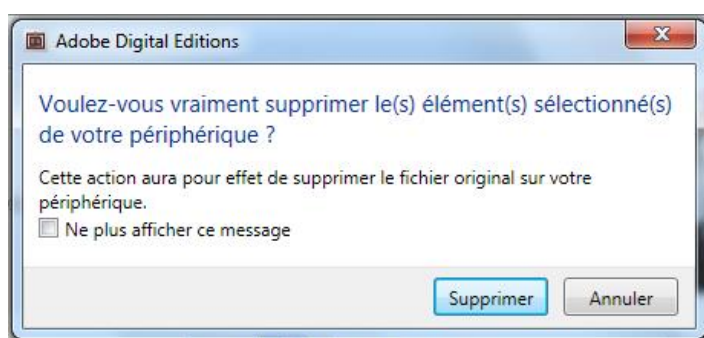 Adobe Digital Editions
Voulez-vous vraiment supprimer le(s) élément(s) sélectionné(s)
de votre périphérique ?
Cette action aura pour effet de supprimer le fichier original sur votre
périphérique.
Ne plus afficher ce message
Supprimer Annuler